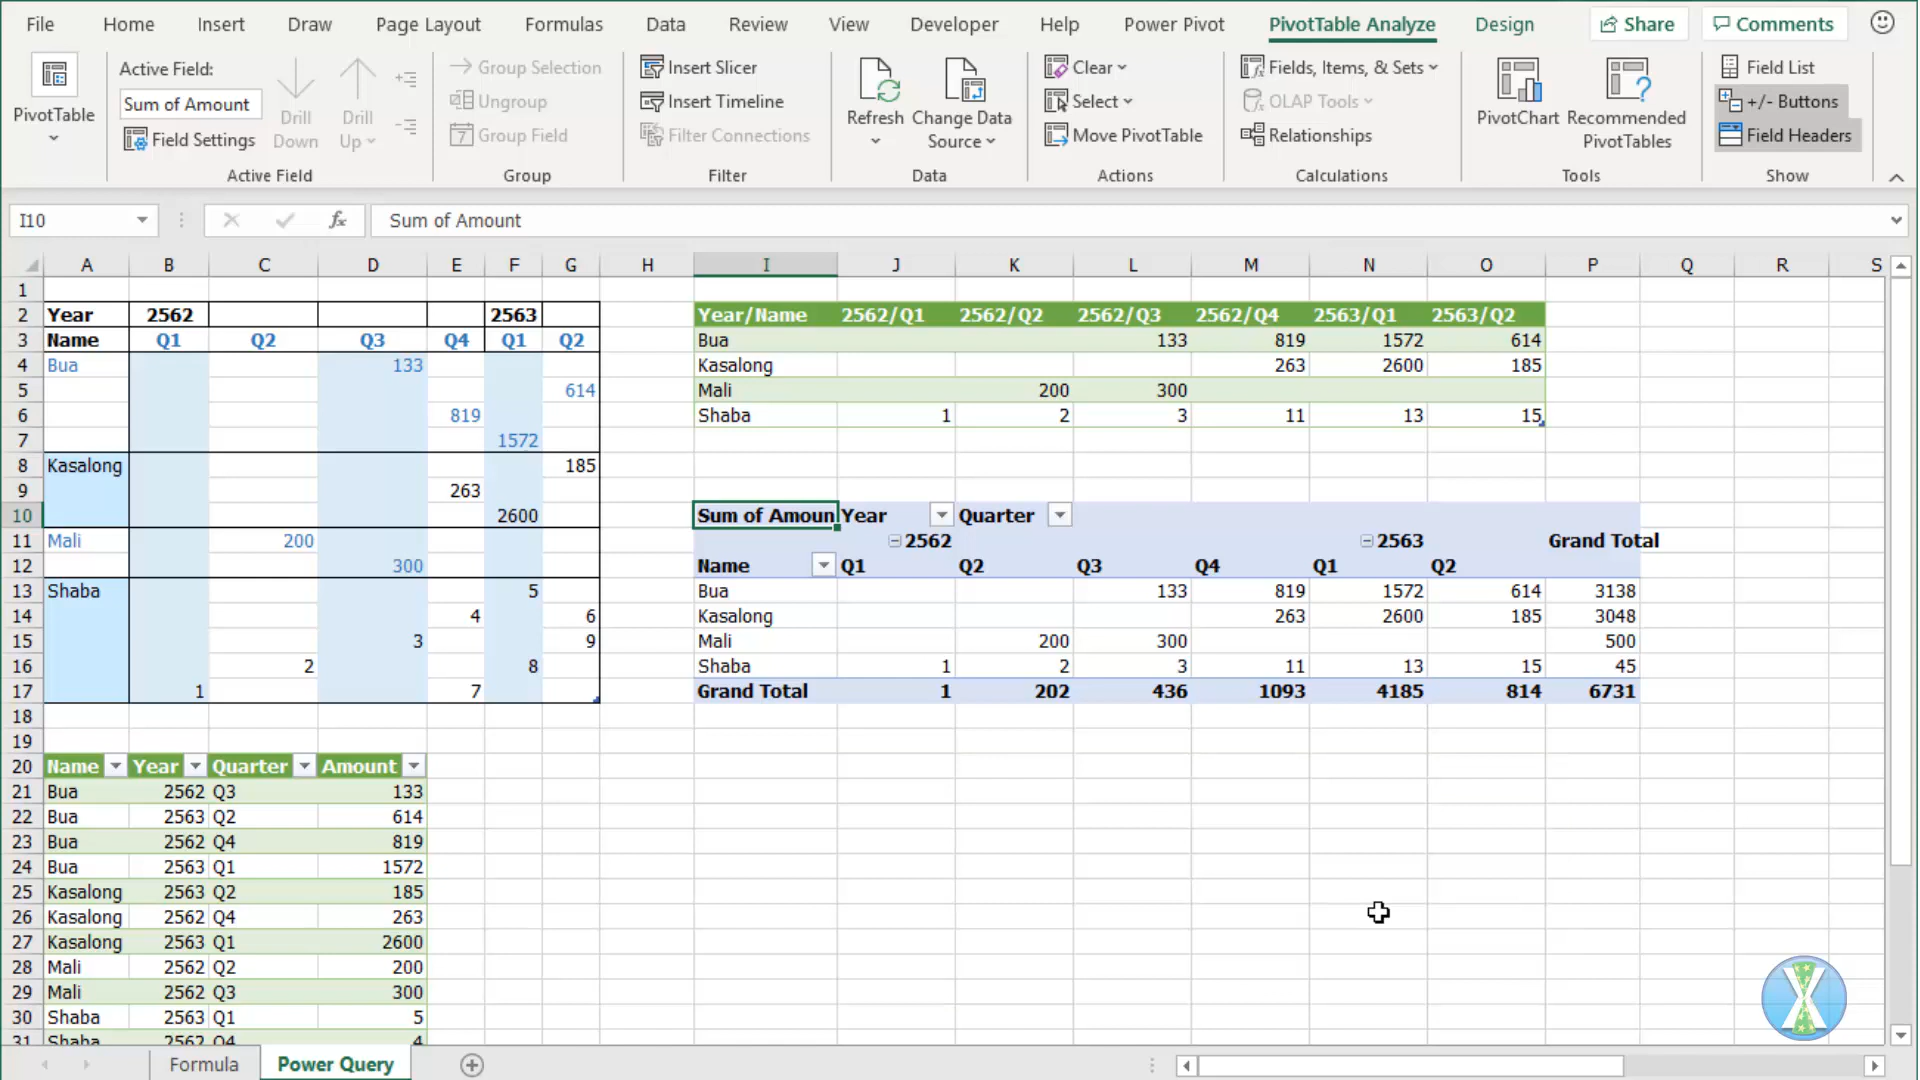 File Home Insert Draw Page Layout Formulas Data Review View Developer Help Power Pivot PivotTable Analyze Design Share Comments
PivotTable
Active Field:
Sum of Amount
Field Settings
Drill Down
Drill Up
Active Field
Group Selection
Ungroup
Group Field
Group
Insert Slicer
Insert Timeline
Filter Connections
Filter
Refresh
Change Data Source
Data
Clear
Select
Move PivotTable
Actions
Fields, Items, & Sets
OLAP Tools
Relationships
Calculations
PivotChart
Recommended PivotTables
Tools
Field List
+/- Buttons
Field Headers
Show
I10 fx Sum of Amount
A B C D E F G H I J K L M N O P Q R S
1
2 Year 2562 2563 Year/Name 2562/Q1 2562/Q2 2562/Q3 2562/Q4 2563/Q1 2563/Q2
3 Name Q1 Q2 Q3 Q4 Q1 Q2 Bua 133 819 1572 614
4 Bua 133 Kasalong 263 2600 185
5 614 Mali 200 300
6 819 Shaba 1 2 3 11 13 15
7 1572
8 Kasalong 185
9 263
10 2600 Sum of Amoun Year Quarter
11 Mali 200 2562 2563 Grand Total
12 300 Name Q1 Q2 Q3 Q4 Q1 Q2
13 Shaba 5 Bua 133 819 1572 614 3138
14 4 6 Kasalong 263 2600 185 3048
15 3 9 Mali 200 300 500
16 2 8 Shaba 1 2 3 11 13 15 45
17 1 7 Grand Total 1 202 436 1093 4185 814 6731
18
19
20 Name Year Quarter Amount
21 Bua 2562 Q3 133
22 Bua 2563 Q2 614
23 Bua 2562 Q4 819
24 Bua 2563 Q1 1572
25 Kasalong 2563 Q2 185
26 Kasalong 2562 Q4 263
27 Kasalong 2563 Q1 2600
28 Mali 2562 Q2 200
29 Mali 2562 Q3 300
30 Shaba 2563 Q1 5
31 Shaba 2562 Q4 4
Formula Power Query